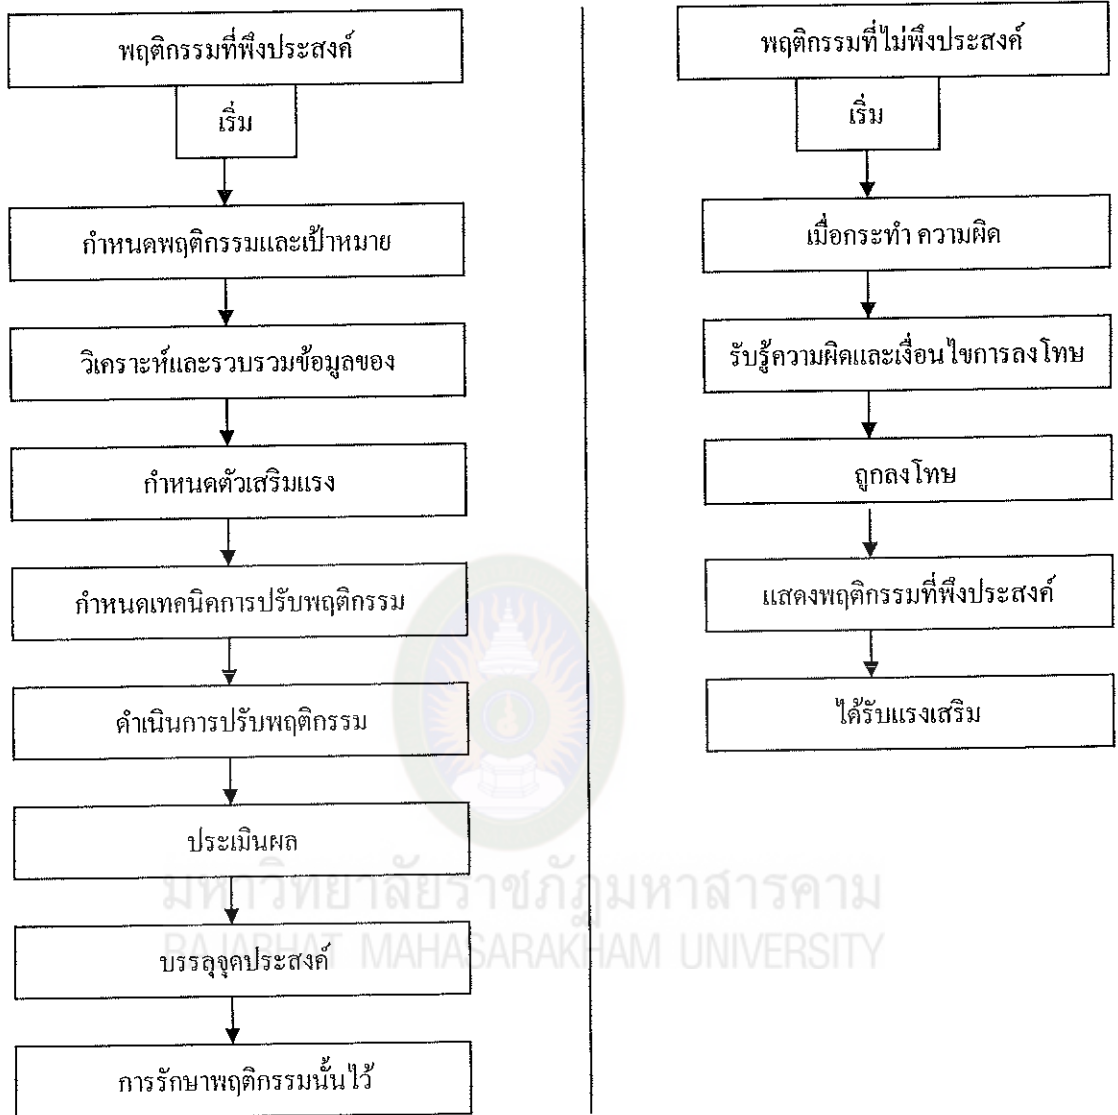 พฤติกรรมที่พึงประสงค์
เริ่ม
กำหนดพฤติกรรมและเป้าหมาย
วิเคราะห์และรวบรวมข้อมูลของ
กำหนดตัวเสริมแรง
กำหนดเทคนิคการปรับพฤติกรรม
ดำเนินการปรับพฤติกรรม
ประเมินผล
บรรลุจุดประสงค์
การรักษาพฤติกรรมนั้นไว้
พฤติกรรมที่ไม่พึงประสงค์
เริ่ม
เมื่อกระทำ ความผิด
รับรู้ความผิดและเงื่อนไขการลงโทษ
ถูกลงโทษ
แสดงพฤติกรรมที่พึงประสงค์
ได้รับแรงเสริม
มหาวิทยาลัยราชภัฏมหาสารคาม
RAJABHAT MAHASARAKHAM UNIVERSITY